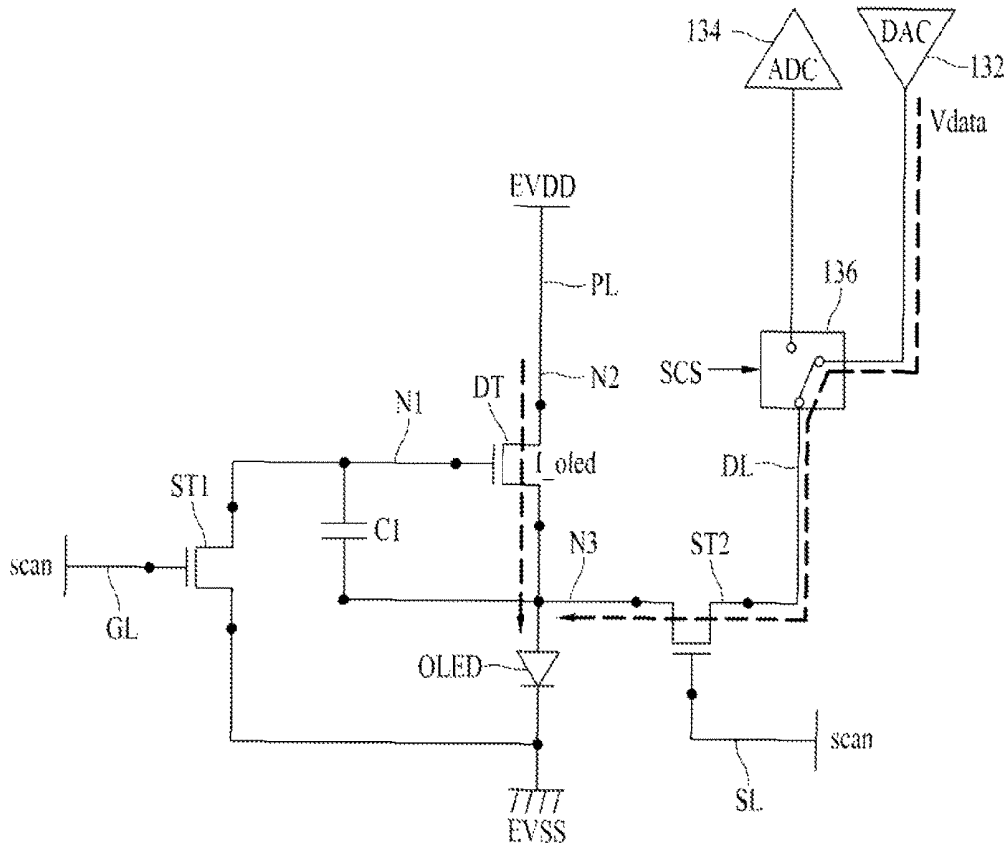 134
ADC
DAC
132
Vdata
EVDD
PL
136
SCS
N2
DT
N1
I_oled
DL
ST1
C1
N3
ST2
scan
GL
OLED
scan
SL
EVSS